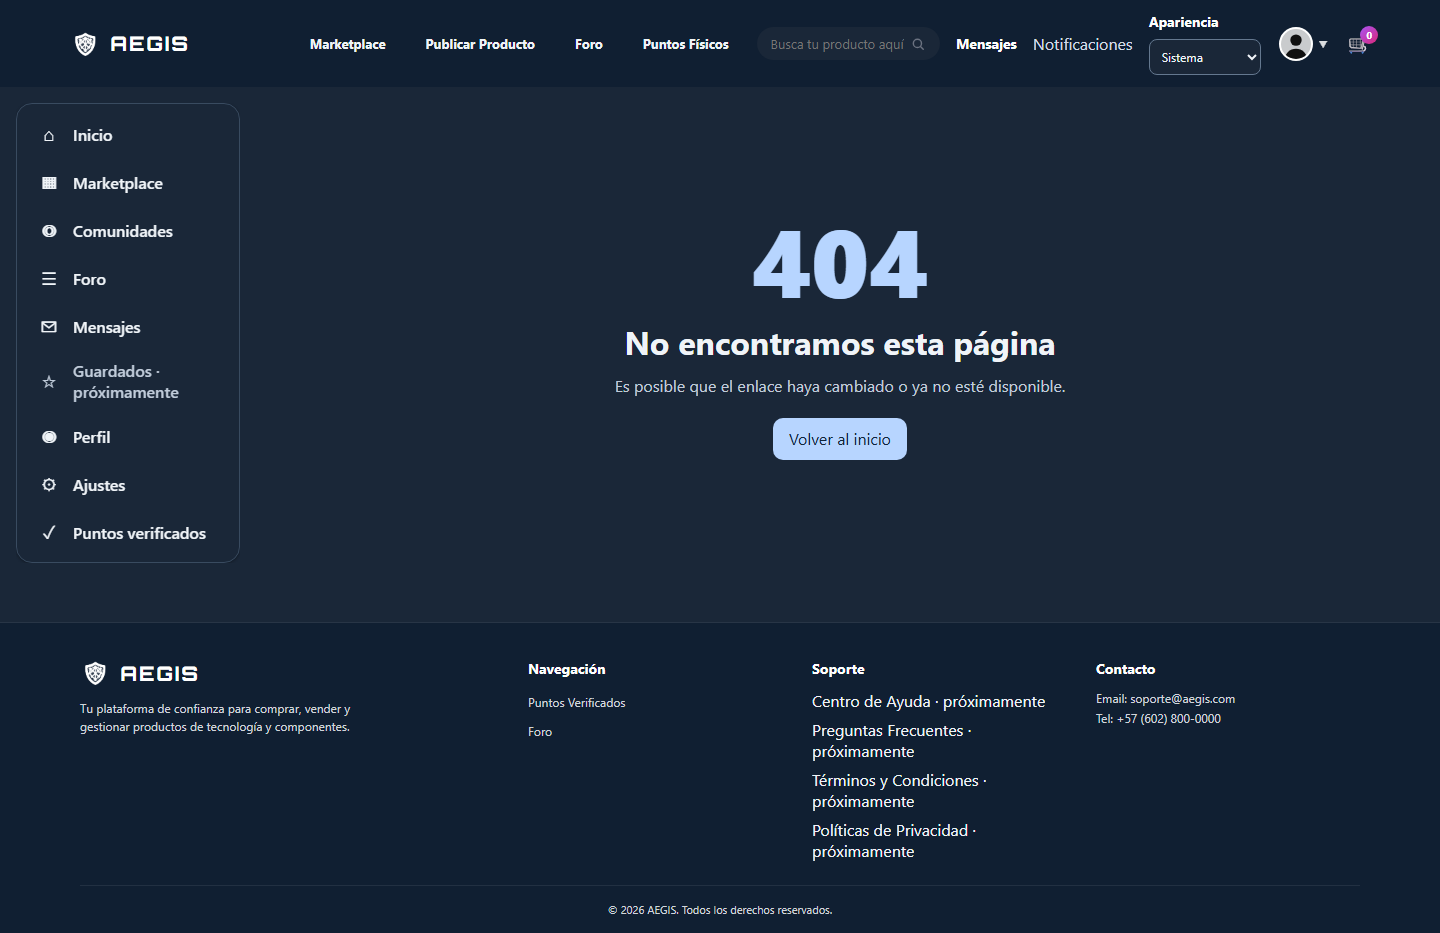 AEGIS
Marketplace
Publicar Producto
Foro
Puntos Físicos
Busca tu producto aquí
Mensajes
Notificaciones
Apariencia
Sistema
0
Inicio
Marketplace
Comunidades
Foro
Mensajes
Guardados ·
próximamente
Perfil
Ajustes
Puntos verificados
404
No encontramos esta página
Es posible que el enlace haya cambiado o ya no esté disponible.
Volver al inicio
AEGIS
Tu plataforma de confianza para comprar, vender y
gestionar productos de tecnología y componentes.
Navegación
Puntos Verificados
Foro
Soporte
Centro de Ayuda · próximamente
Preguntas Frecuentes ·
próximamente
Términos y Condiciones ·
próximamente
Políticas de Privacidad ·
próximamente
Contacto
Email: soporte@aegis.com
Tel: +57 (602) 800-0000
© 2026 AEGIS. Todos los derechos reservados.